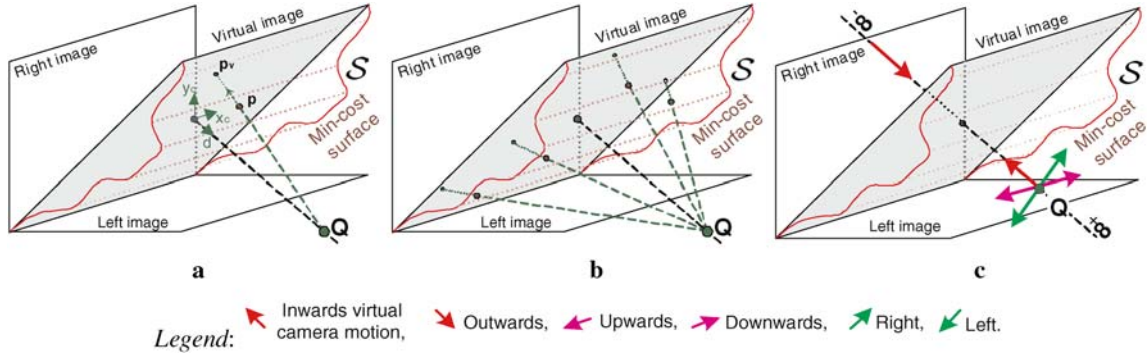 Right image
Virtual image
p_v
p
y_c
x_c
d
S
Min-cost surface
Left image
Q
a
Right image
Virtual image
S
Min-cost surface
Left image
Q
b
-∞
Right image
Virtual image
S
Min-cost surface
Left image
Q
+∞
c
Legend:
Inwards virtual
camera motion,
Outwards,
Upwards,
Downwards,
Right,
Left.